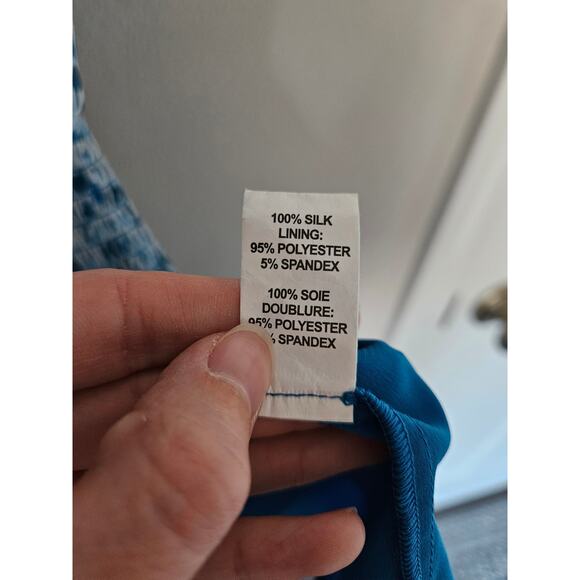 100% SILK
LINING:
95% POLYESTER
5% SPANDEX
100% SOIE
DOUBLURE:
95% POLYESTER
% SPANDEX